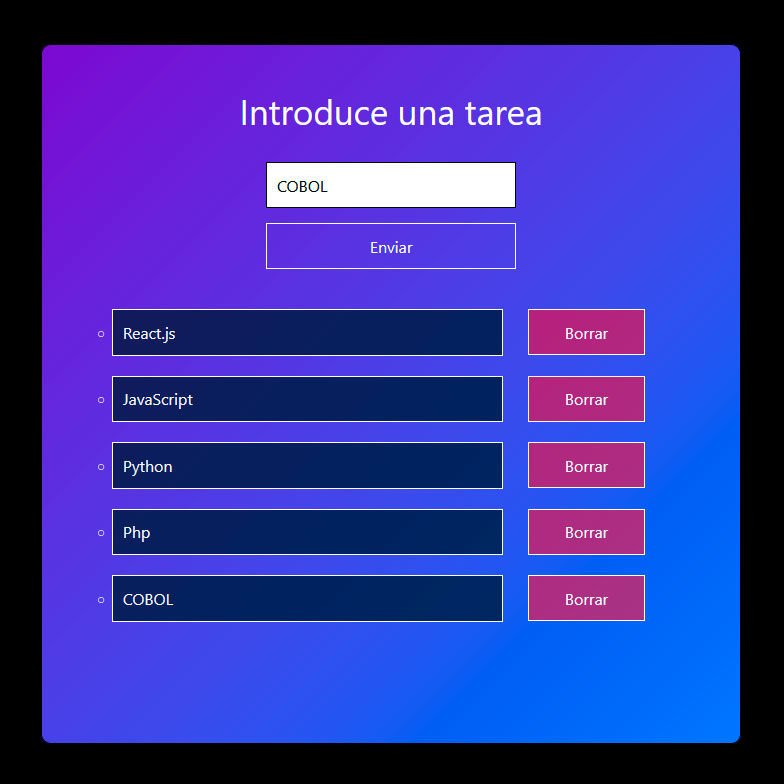 Introduce una tarea
COBOL
Enviar
React.js Borrar
JavaScript Borrar
Python Borrar
Php Borrar
COBOL Borrar